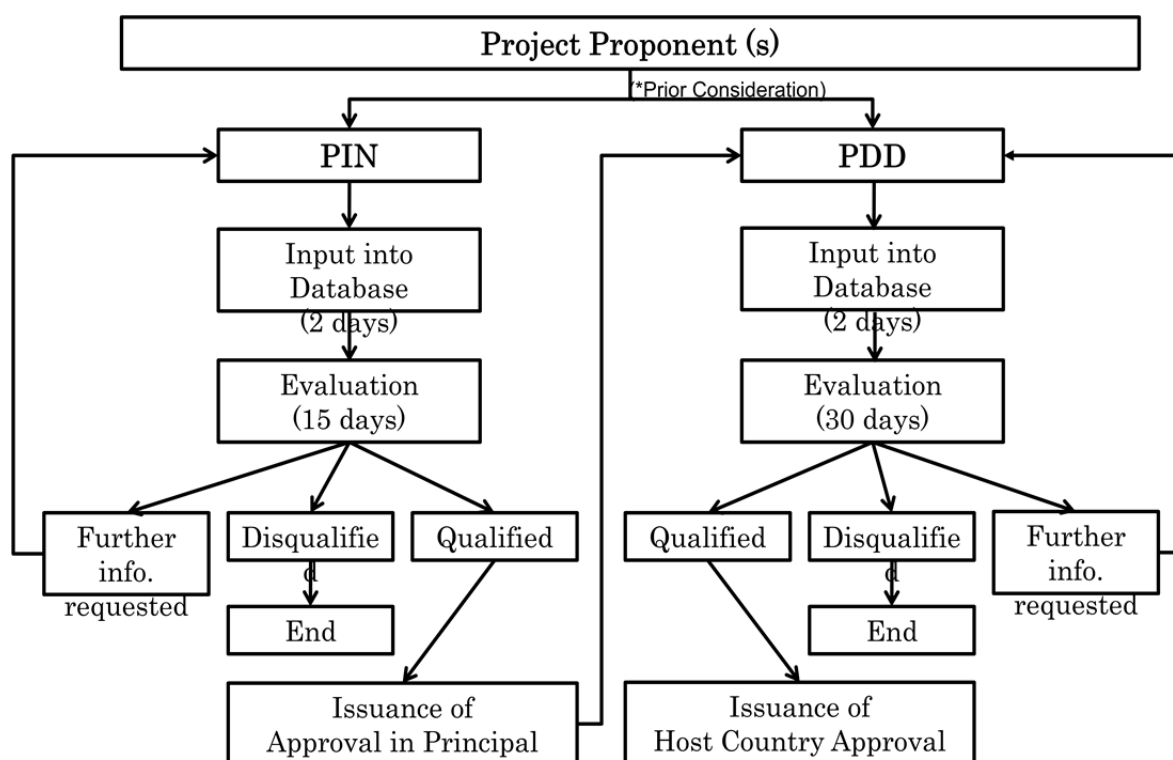 Project Proponent (s)
(*Prior Consideration)
PIN
PDD
Input into
Database
(2 days)
Input into
Database
(2 days)
Evaluation
(15 days)
Evaluation
(30 days)
Further
info.
requested
Disqualifie
d
Qualified
Qualified
Disqualifie
d
Further
info.
requested
End
End
Issuance of
Approval in Principal
Issuance of
Host Country Approval